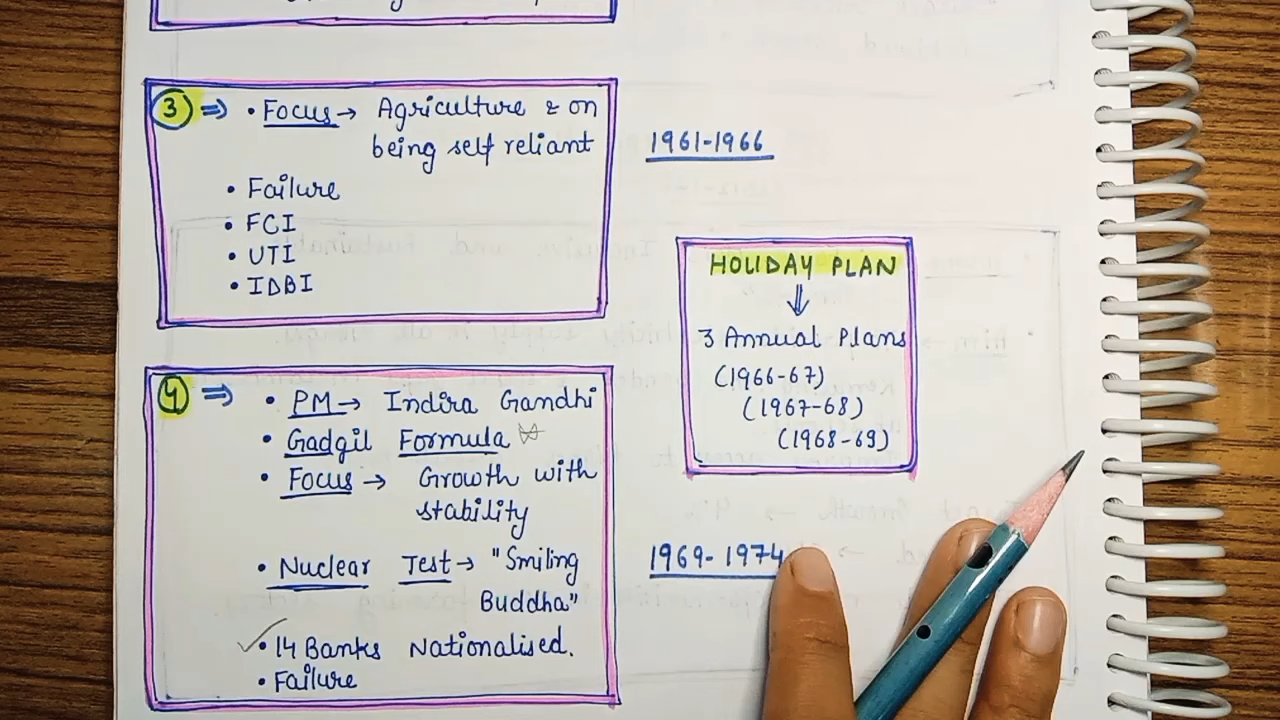 3 ⇒ • Focus → Agriculture & on
being self reliant
• Failure
• FCI
• UTI
• IDBI
1961-1966
HOLIDAY PLAN
⇓
3 Annual Plans
(1966-67)
(1967-68)
(1968-69)
4 ⇒ • PM → Indira Gandhi
• Gadgil Formula
• Focus → Growth with
stability
• Nuclear Test → "Smiling
Buddha"
• 14 Banks Nationalised.
• Failure
1969-1974